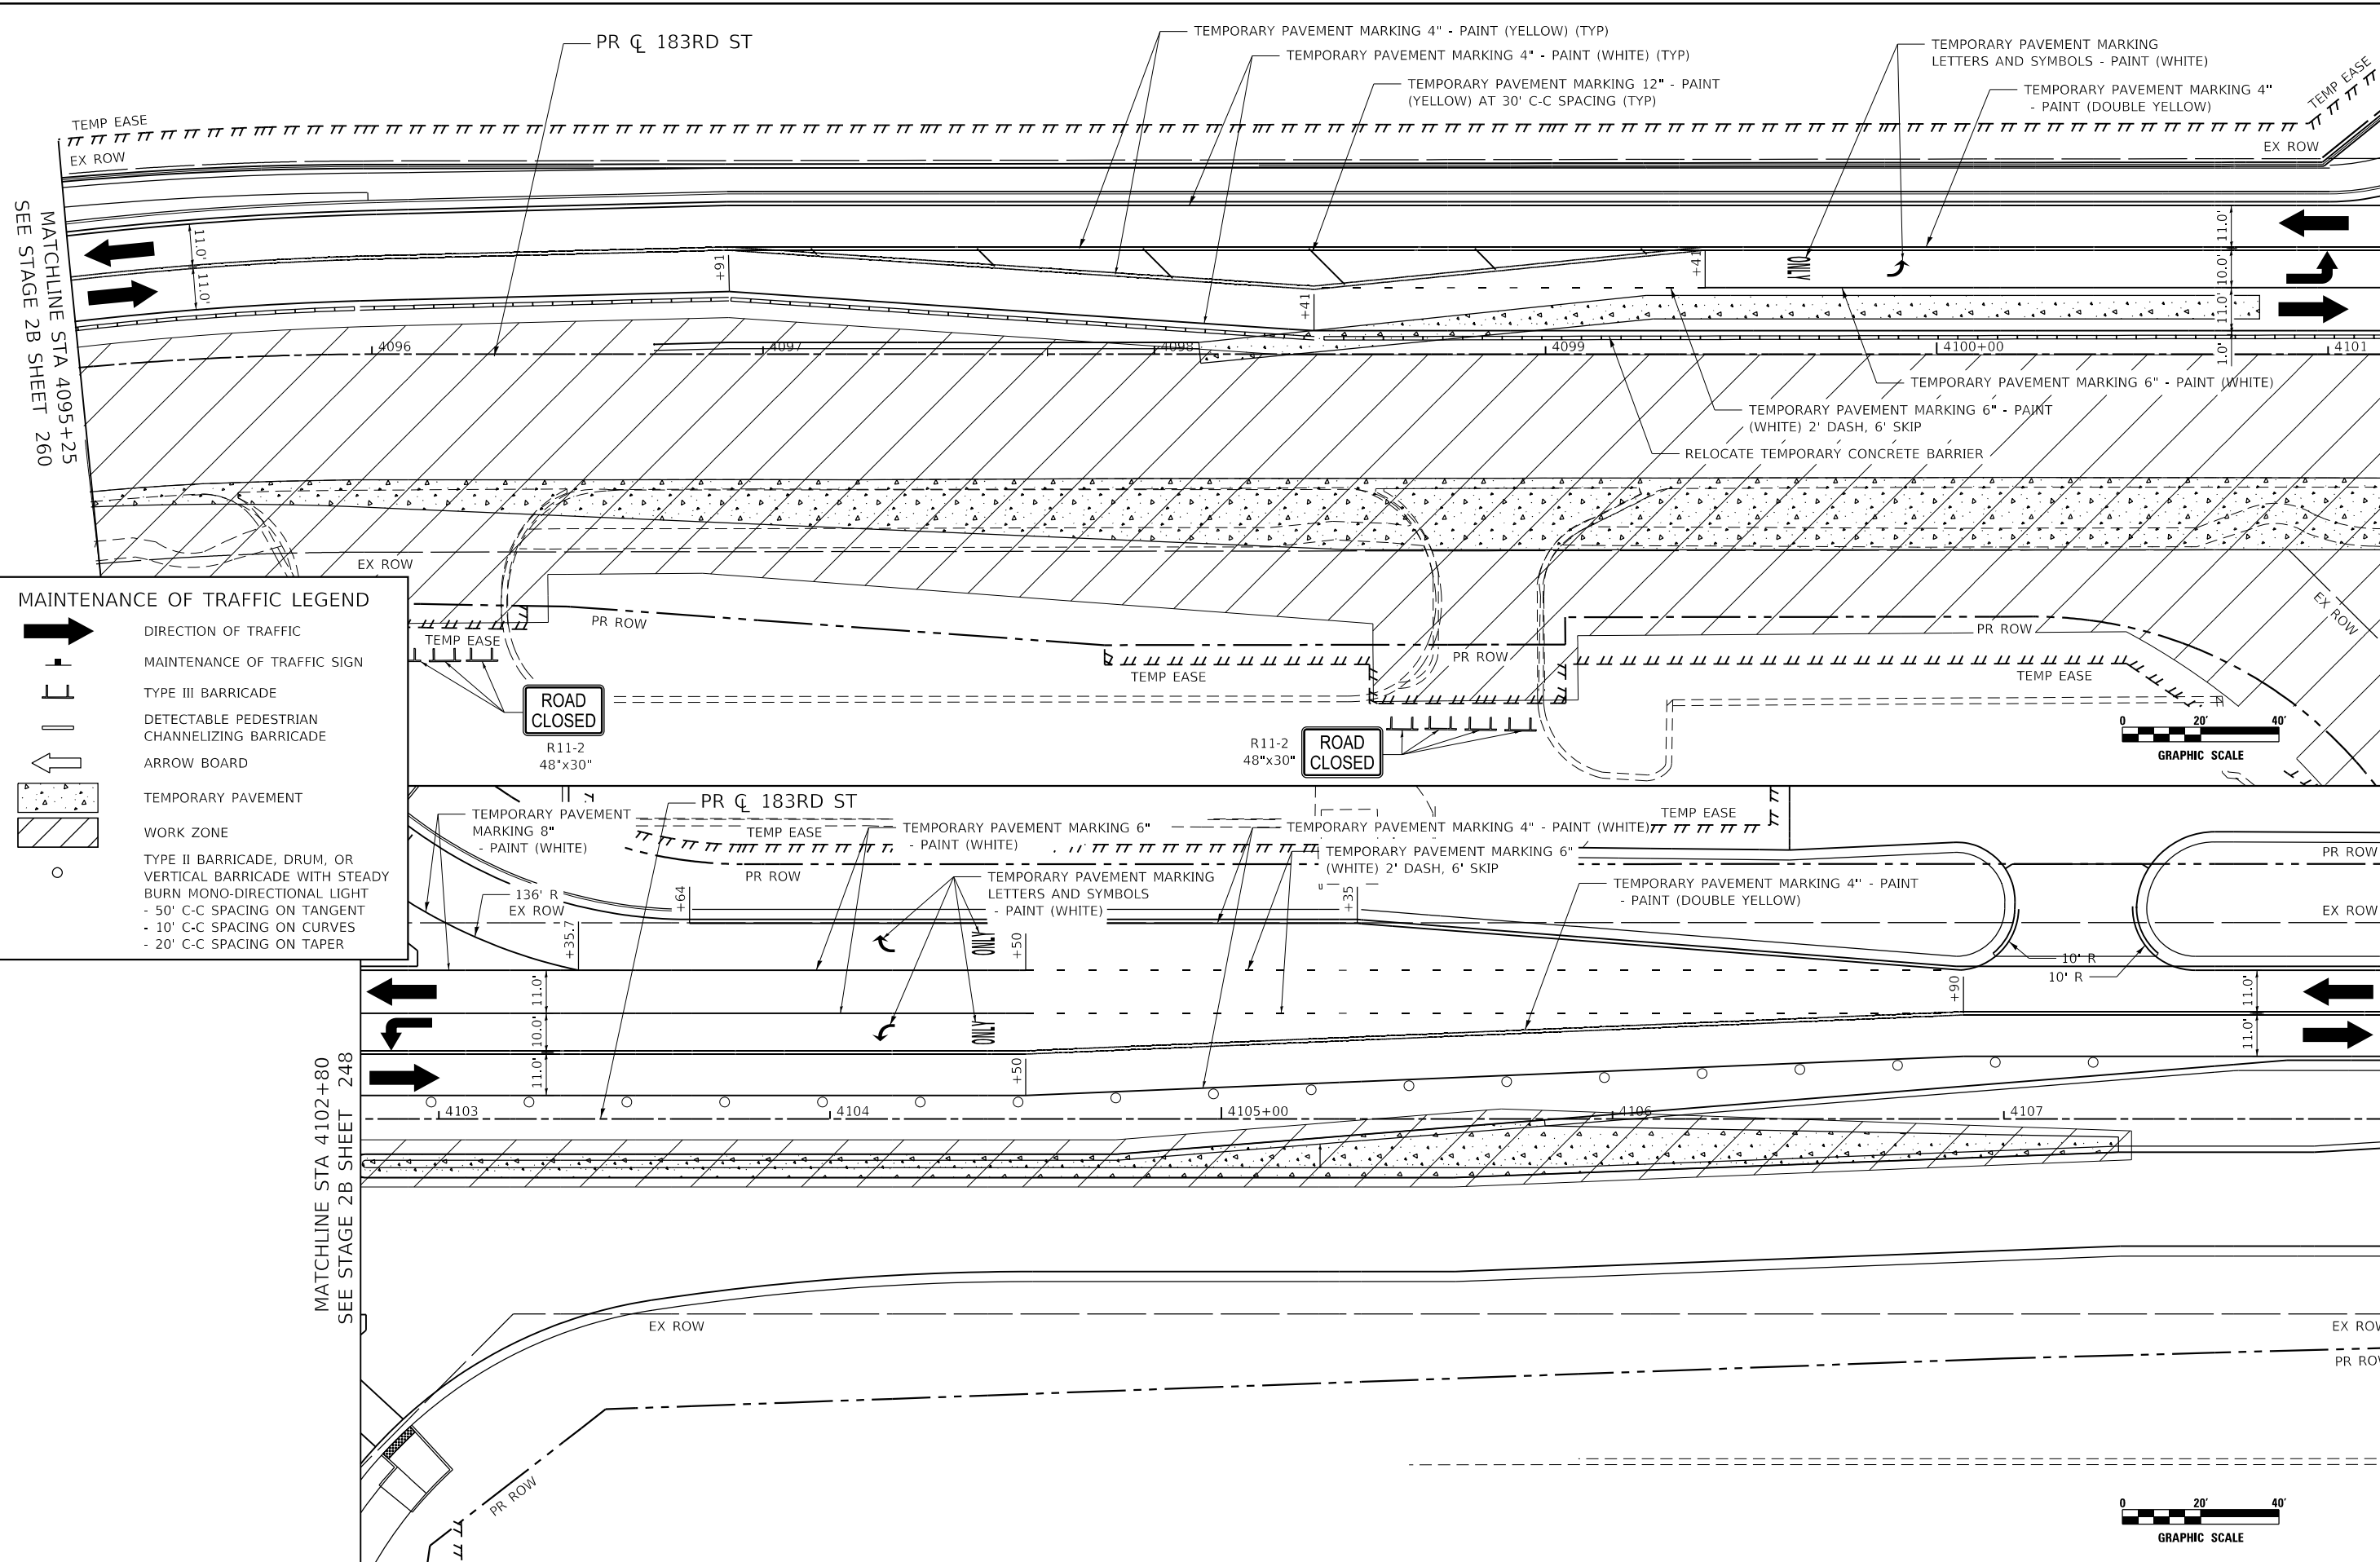 PR ℄ 183RD ST
TEMPORARY PAVEMENT MARKING 4" - PAINT (YELLOW) (TYP)
TEMPORARY PAVEMENT MARKING 4" - PAINT (WHITE) (TYP)
TEMPORARY PAVEMENT MARKING 12" - PAINT
(YELLOW) AT 30' C-C SPACING (TYP)
TEMPORARY PAVEMENT MARKING
LETTERS AND SYMBOLS - PAINT (WHITE)
TEMPORARY PAVEMENT MARKING 4"
- PAINT (DOUBLE YELLOW)
TEMP EASE
TEMP EASE
EX ROW
EX ROW
MATCHLINE STA 4095+25
SEE STAGE 2B SHEET 260
11.0'
11.0'
+91
+41
+41
ONLY
11.0'
10.0'
11.0'
1.0'
4096
4097
4098
4099
4100+00
4101
TEMPORARY PAVEMENT MARKING 6" - PAINT (WHITE)
TEMPORARY PAVEMENT MARKING 6" - PAINT
(WHITE) 2' DASH, 6' SKIP
RELOCATE TEMPORARY CONCRETE BARRIER
EX ROW
EX ROW
PR ROW
TEMP EASE
PR ROW
TEMP EASE
PR ROW
TEMP EASE
ROAD
CLOSED
R11-2
48"x30"
R11-2
48"x30"
ROAD
CLOSED
0 20' 40'
GRAPHIC SCALE
MAINTENANCE OF TRAFFIC LEGEND
DIRECTION OF TRAFFIC
MAINTENANCE OF TRAFFIC SIGN
TYPE III BARRICADE
DETECTABLE PEDESTRIAN
CHANNELIZING BARRICADE
ARROW BOARD
TEMPORARY PAVEMENT
WORK ZONE
TYPE II BARRICADE, DRUM, OR
VERTICAL BARRICADE WITH STEADY
BURN MONO-DIRECTIONAL LIGHT
- 50' C-C SPACING ON TANGENT
- 10' C-C SPACING ON CURVES
- 20' C-C SPACING ON TAPER
TEMPORARY PAVEMENT
MARKING 8"
- PAINT (WHITE)
PR ℄ 183RD ST
TEMP EASE
PR ROW
TEMPORARY PAVEMENT MARKING 6"
- PAINT (WHITE)
TEMPORARY PAVEMENT MARKING
LETTERS AND SYMBOLS
- PAINT (WHITE)
TEMPORARY PAVEMENT MARKING 4" - PAINT (WHITE)
TEMPORARY PAVEMENT MARKING 6"
(WHITE) 2' DASH, 6' SKIP
TEMPORARY PAVEMENT MARKING 4" - PAINT
- PAINT (DOUBLE YELLOW)
TEMP EASE
PR ROW
EX ROW
136' R
EX ROW
+35.7
+64
+50
+35
+90
+50
ONLY
ONLY
10' R
10' R
11.0'
10.0'
11.0'
11.0'
11.0'
MATCHLINE STA 4102+80
SEE STAGE 2B SHEET 248
4103
4104
4105+00
4106
4107
EX ROW
EX ROW
PR ROW
PR ROW
0 20' 40'
GRAPHIC SCALE